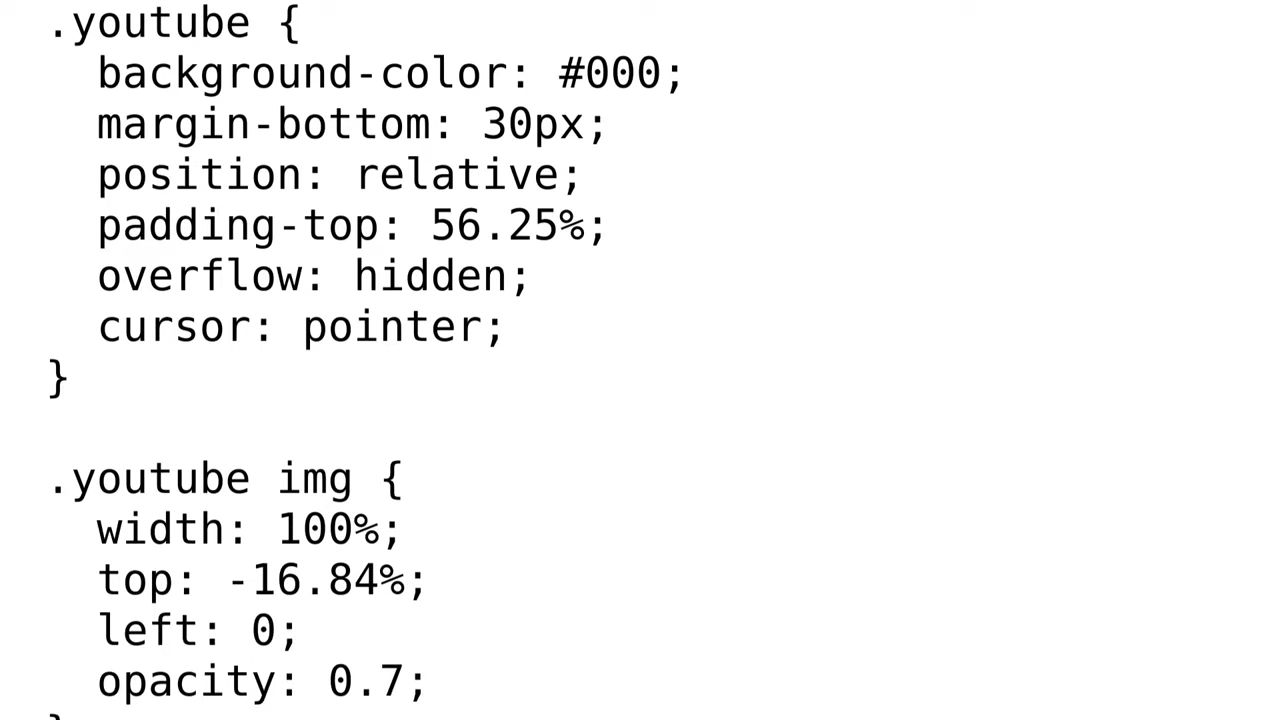 .youtube {
  background-color: #000;
  margin-bottom: 30px;
  position: relative;
  padding-top: 56.25%;
  overflow: hidden;
  cursor: pointer;
}

.youtube img {
  width: 100%;
  top: -16.84%;
  left: 0;
  opacity: 0.7;
}